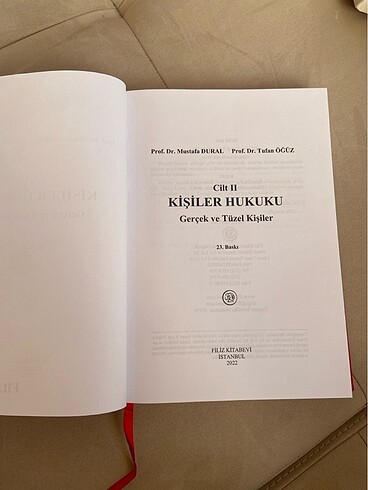 Prof. Dr. Mustafa DURAL Prof. Dr. Tufan ÖĞÜZ
Cilt II
KİŞİLER HUKUKU
Gerçek ve Tüzel Kişiler
23. Baskı
FİLİZ KİTABEVİ
İSTANBUL
2022